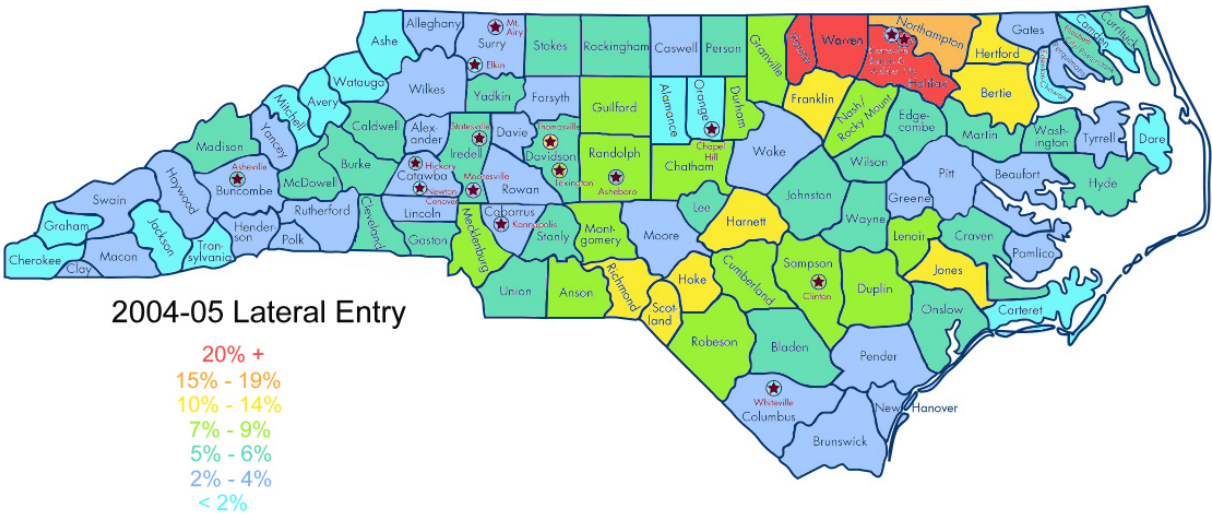 Alleghany
Ashe
Surry
Mt.
Airy
Elkin
Stokes
Rockingham
Caswell
Person
Granville
Vance
Warren
Northampton
Halifax
Hertford
Gates
Camden
Currituck
Perquimans
Chowan
Bertie
Watauga
Wilkes
Yadkin
Forsyth
Guilford
Alamance
Orange
Chapel
Hill
Durham
Franklin
Nash/
Rocky Mount
Edge-
combe
Martin
Wash-
ington
Tyrrell
Dare
Mitchell
Avery
Caldwell
Alex-
ander
Statesville
Iredell
Mooresville
Davie
Thomasville
Davidson
Lexington
Randolph
Asheboro
Chatham
Wake
Wilson
Pitt
Beaufort
Hyde
Madison
Yancey
Burke
McDowell
Hickory
Catawba
Newton
Conover
Rowan
Asheville
Buncombe
Haywood
Swain
Graham
Cherokee
Clay
Macon
Jackson
Tran-
sylvania
Hender-
son
Polk
Rutherford
Cleveland
Lincoln
Gaston
Mecklenburg
Cabarrus
Kannapolis
Stanly
Mont-
gomery
Moore
Lee
Harnett
Johnston
Wayne
Greene
Lenoir
Craven
Pamlico
Jones
Carteret
Onslow
Duplin
Sampson
Clinton
Cumberland
Hoke
Scot-
land
Richmond
Anson
Union
Robeson
Bladen
Pender
Whiteville
Columbus
New Hanover
Brunswick
2004-05 Lateral Entry
20% +
15% - 19%
10% - 14%
7% - 9%
5% - 6%
2% - 4%
< 2%